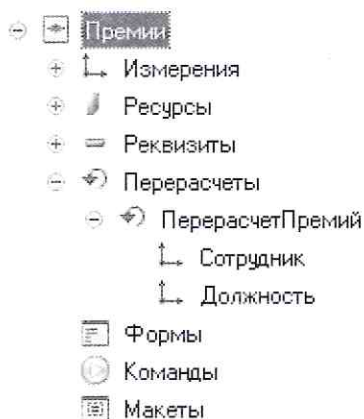 Премии
Измерения
Ресурсы
Реквизиты
Перерасчеты
ПерерасчетПремий
Сотрудник
Должность
Формы
Команды
Макеты